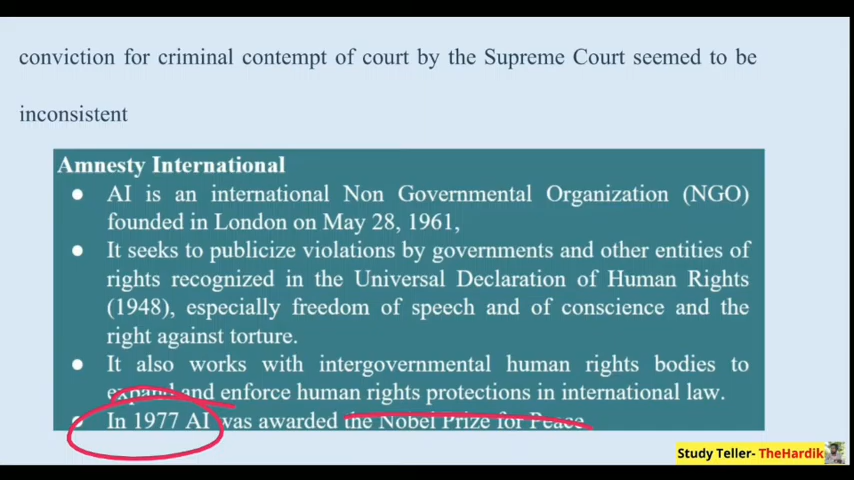 conviction for criminal contempt of court by the Supreme Court seemed to be
inconsistent
Amnesty International
● AI is an international Non Governmental Organization (NGO)
founded in London on May 28, 1961,
● It seeks to publicize violations by governments and other entities of
rights recognized in the Universal Declaration of Human Rights
(1948), especially freedom of speech and of conscience and the
right against torture.
● It also works with intergovernmental human rights bodies to
expand and enforce human rights protections in international law.
● In 1977 AI was awarded the Nobel Prize for Peace
Study Teller- TheHardik